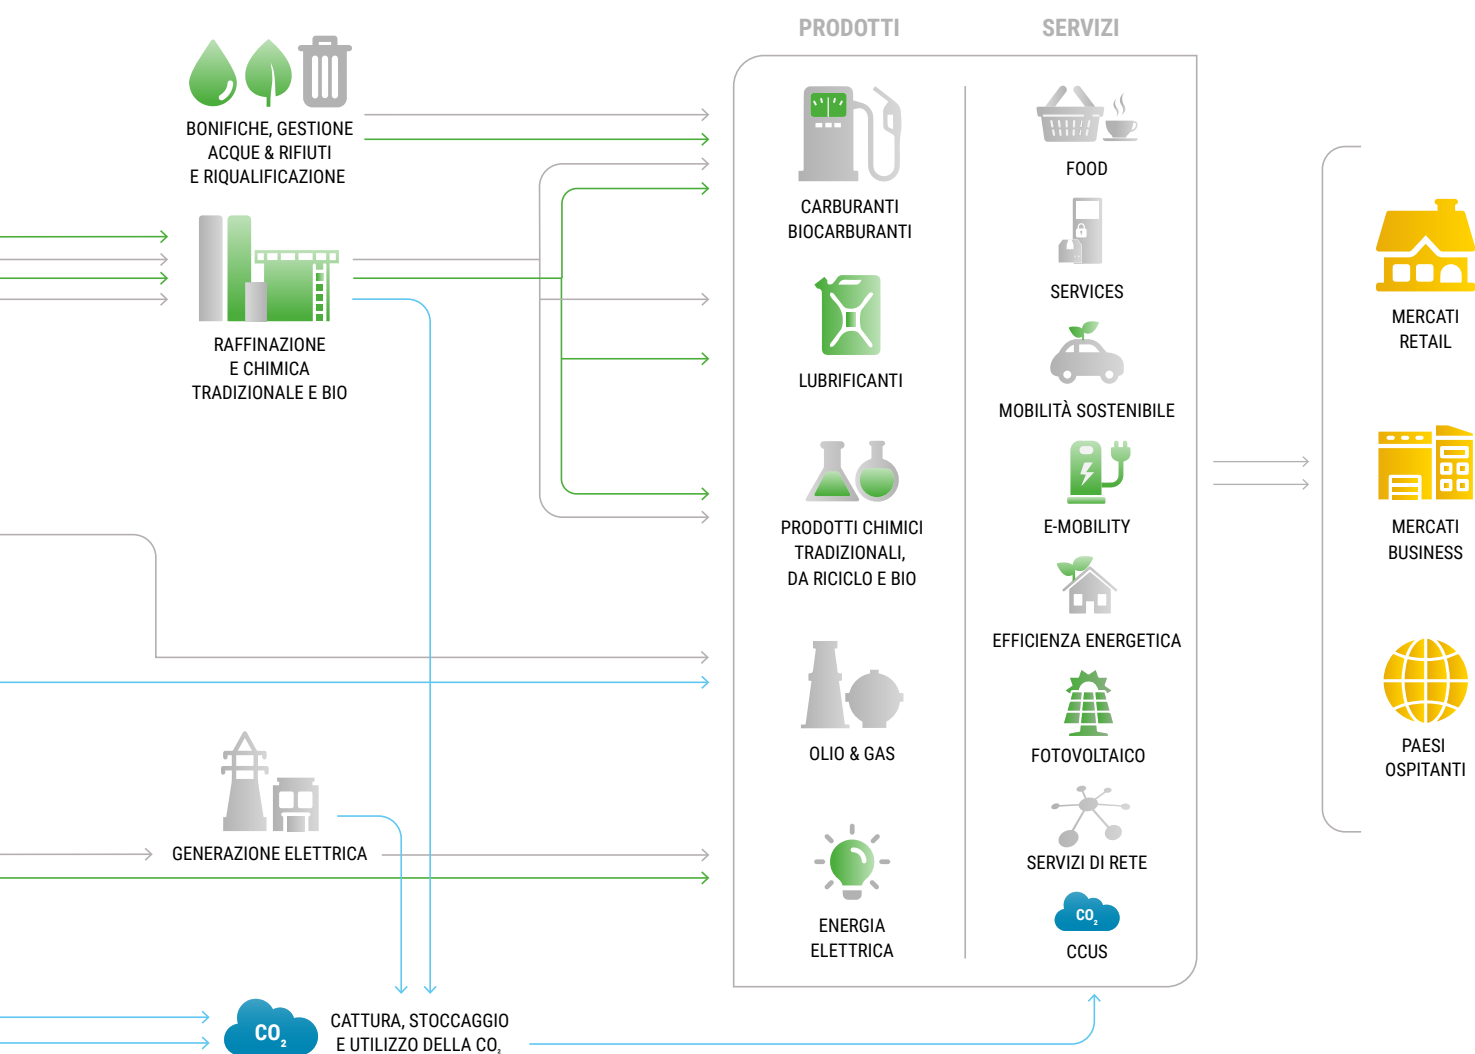 PRODOTTI
SERVIZI
BONIFICHE, GESTIONE
ACQUE & RIFIUTI
E RIQUALIFICAZIONE
RAFFINAZIONE
E CHIMICA
TRADIZIONALE E BIO
GENERAZIONE ELETTRICA
CO₂
CATTURA, STOCCAGGIO
E UTILIZZO DELLA CO₂
CARBURANTI
BIOCARBURANTI
LUBRIFICANTI
PRODOTTI CHIMICI
TRADIZIONALI,
DA RICICLO E BIO
OLIO & GAS
ENERGIA
ELETTRICA
FOOD
SERVICES
MOBILITÀ SOSTENIBILE
E-MOBILITY
EFFICIENZA ENERGETICA
FOTOVOLTAICO
SERVIZI DI RETE
CO₂
CCUS
MERCATI
RETAIL
MERCATI
BUSINESS
PAESI
OSPITANTI